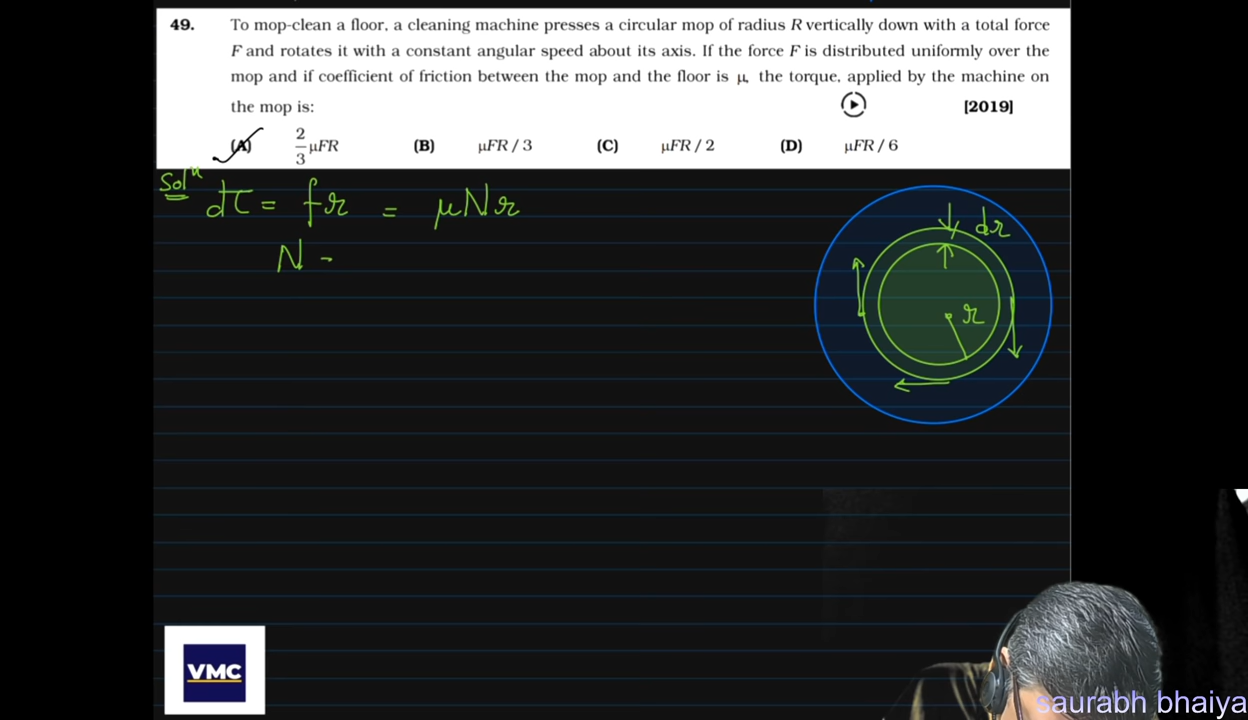 49. To mop-clean a floor, a cleaning machine presses a circular mop of radius R vertically down with a total force
F and rotates it with a constant angular speed about its axis. If the force F is distributed uniformly over the
mop and if coefficient of friction between the mop and the floor is μ, the torque, applied by the machine on
the mop is: [2019]
(A) 2/3 μFR (B) μFR / 3 (C) μFR / 2 (D) μFR / 6
Solⁿ
dτ = fr = μNr
N -
dr
r
VMC
saurabh bhaiya